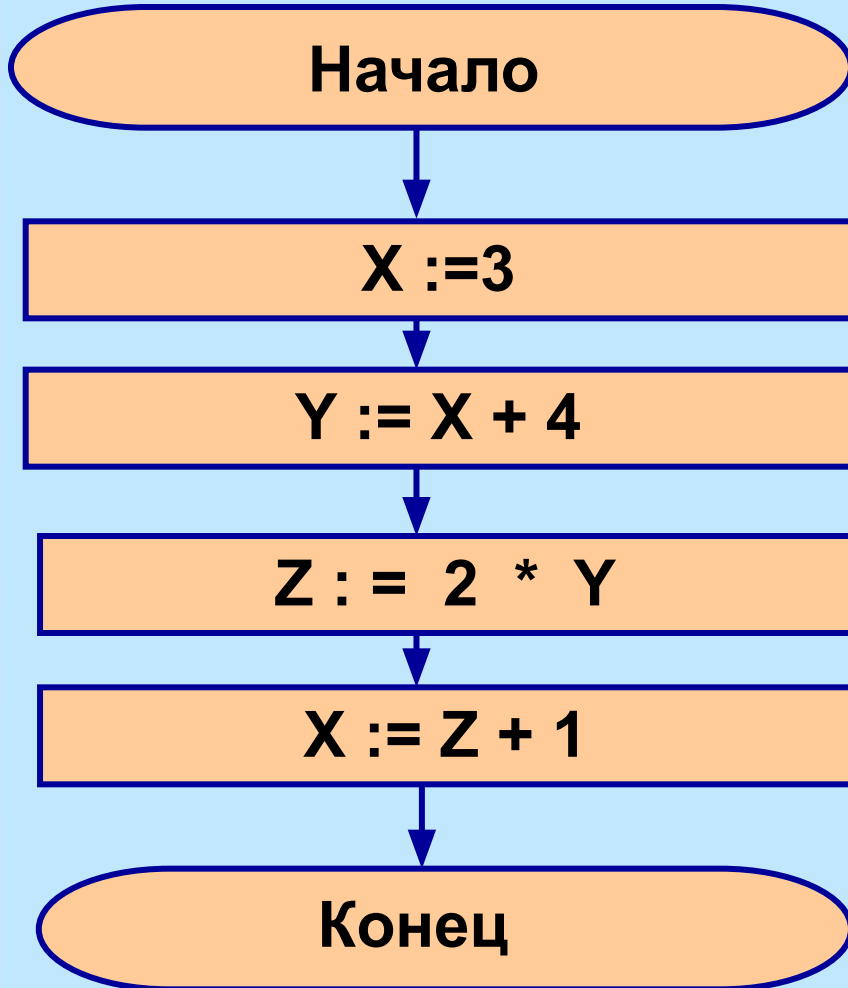 Начало
X :=3
Y := X + 4
Z : = 2 * Y
X := Z + 1
Конец